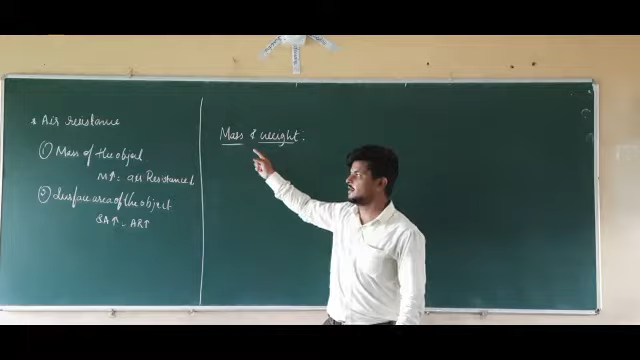 * Air resistance
① Mass of the object
M↑ : air Resistance↓
② Surface area of the object
SA↑ - AR↑
Mass & weight :